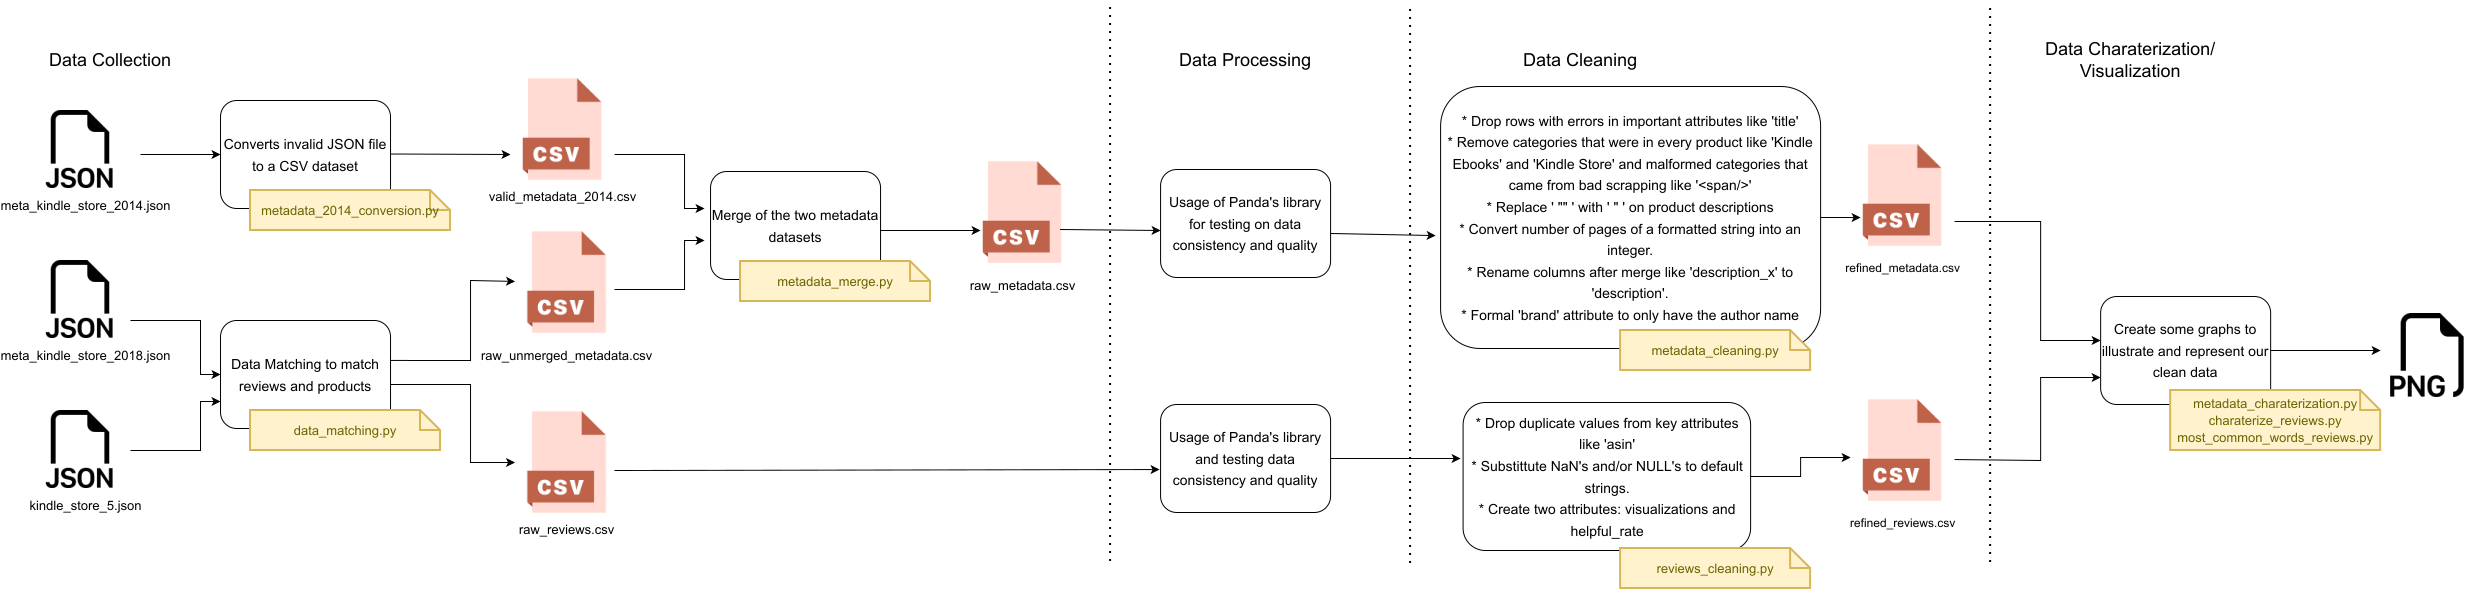 Data Collection
Data Processing
Data Cleaning
Data Charaterization/
Visualization
JSON
meta_kindle_store_2014.json
Converts invalid JSON file
to a CSV dataset
metadata_2014_conversion.py
CSV
valid_metadata_2014.csv
JSON
meta_kindle_store_2018.json
JSON
kindle_store_5.json
Data Matching to match
reviews and products
data_matching.py
CSV
raw_unmerged_metadata.csv
CSV
raw_reviews.csv
Merge of the two metadata
datasets
metadata_merge.py
CSV
raw_metadata.csv
Usage of Panda's library
for testing on data
consistency and quality
Usage of Panda's library
and testing data
consistency and quality
* Drop rows with errors in important attributes like 'title'
* Remove categories that were in every product like 'Kindle
Ebooks' and 'Kindle Store' and malformed categories that
came from bad scrapping like '<span/>'
* Replace ' "" ' with ' " ' on product descriptions
* Convert number of pages of a formatted string into an
integer.
* Rename columns after merge like 'description_x' to
'description'.
* Formal 'brand' attribute to only have the author name
metadata_cleaning.py
* Drop duplicate values from key attributes
like 'asin'
* Substittute NaN's and/or NULL's to default
strings.
* Create two attributes: visualizations and
helpful_rate
reviews_cleaning.py
CSV
refined_metadata.csv
CSV
refined_reviews.csv
Create some graphs to
illustrate and represent our
clean data
metadata_charaterization.py
charaterize_reviews.py
most_common_words_reviews.py
PNG